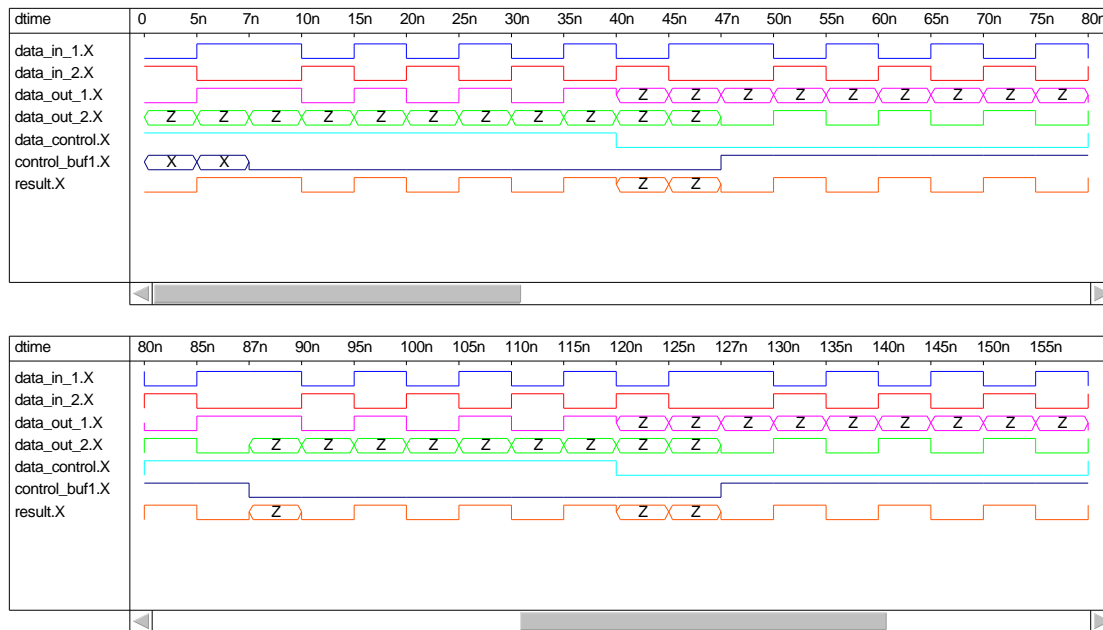 dtime 0 5n 7n 10n 15n 20n 25n 30n 35n 40n 45n 47n 50n 55n 60n 65n 70n 75n 80n
data_in_1.X
data_in_2.X
data_out_1.X Z Z Z Z Z Z Z Z Z
data_out_2.X Z Z Z Z Z Z Z Z Z Z Z
data_control.X
control_buf1.X X X
result.X Z Z
dtime 80n 85n 87n 90n 95n 100n 105n 110n 115n 120n 125n 127n 130n 135n 140n 145n 150n 155n
data_in_1.X
data_in_2.X
data_out_1.X Z Z Z Z Z Z Z Z Z
data_out_2.X Z Z Z Z Z Z Z Z Z
data_control.X
control_buf1.X
result.X Z Z Z